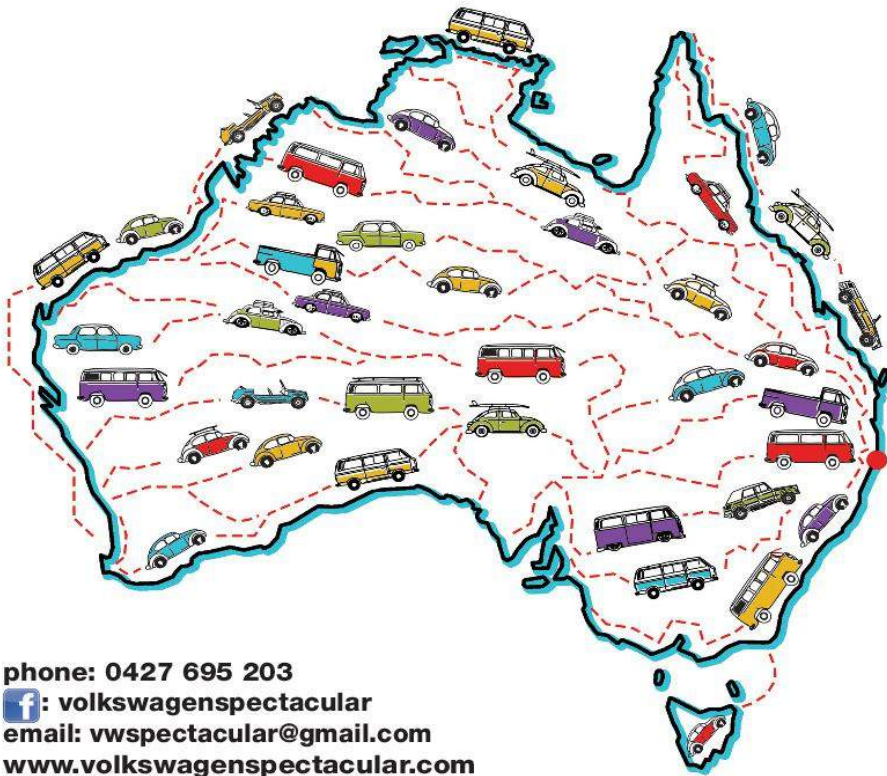 phone: 0427 695 203
f: volkswagenspectacular
email: vwspectacular@gmail.com
www.volkswagenspectacular.com